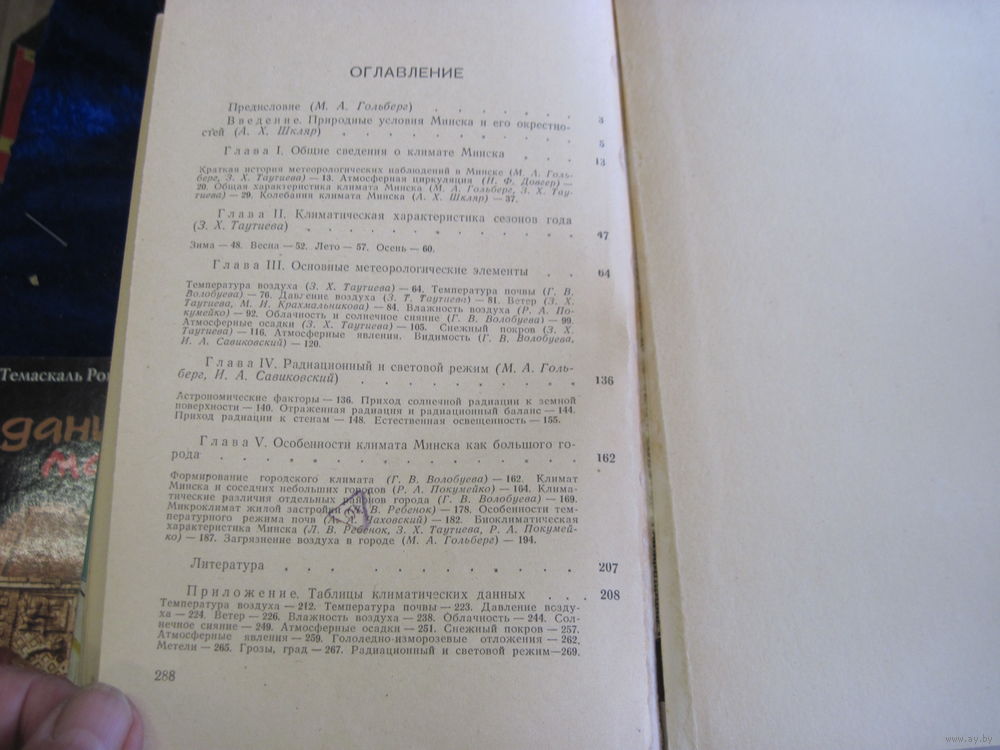 ОГЛАВЛЕНИЕ
Предисловие (М. А. Гольберг) . . . . . . 3
Введение. Природные условия Минска и его окрестно-
стей (А. Х. Шкляр) . . . . . . . . . 5
Глава I. Общие сведения о климате Минска . . . 13
Краткая история метеорологических наблюдений в Минске (М. А. Голь-
берг, З. Х. Таутиева) — 13. Атмосферная циркуляция (Н. Ф. Довгер) —
20. Общая характеристика климата Минска (М. А. Гольберг, З. Х. Тау-
тиева) — 29. Колебания климата Минска (А. Х. Шкляр) — 37.
Глава II. Климатическая характеристика сезонов года
(З. Х. Таутиева) . . . . . . . . . . . 47
Зима — 48. Весна — 52. Лето — 57. Осень — 60.
Глава III. Основные метеорологические элементы . . 64
Температура воздуха (З. Х. Таутиева) — 64. Температура почвы (Г. В.
Волобуева) — 76. Давление воздуха (З. Т. Таутиева) — 81. Ветер (З. Х.
Таутиева, М. И. Крахмальникова) — 84. Влажность воздуха (Р. А. По-
кумейко) — 92. Облачность и солнечное сияние (Г. В. Волобуева) — 99.
Атмосферные осадки (З. Х. Таутиева) — 105. Снежный покров (З. Х.
Таутиева) — 116. Атмосферные явления. Видимость (Г. В. Волобуева,
И. А. Савиковский) — 120.
Глава IV. Радиационный и световой режим (М. А. Голь-
берг, И. А. Савиковский) . . . . . . . . . 136
Астрономические факторы — 136. Приход солнечной радиации к земной
поверхности — 140. Отраженная радиация и радиационный баланс — 144.
Приход радиации к стенам — 148. Естественная освещенность — 155.
Глава V. Особенности климата Минска как большого го-
рода . . . . . . . . . . . . . . 162
Формирование городского климата (Г. В. Волобуева) — 162. Климат
Минска и соседних небольших городов (Р. А. Покумейко) — 164. Клима-
тические различия отдельных районов города (Г. В. Волобуева) — 169.
Микроклимат жилой застройки В. Ребенок) — 178. Особенности тем-
пературного режима почв — 182. Биоклиматическая
характеристика Минска (Л. В. Ребенок, З. Х. Таутиева, Р. А. Покумей-
ко) — 187. Загрязнение воздуха в городе (М. А. Гольберг) — 194.
Литература . . . . . . . . . . . 207
Приложение. Таблицы климатических данных . . . 208
Температура воздуха — 212. Температура почвы — 223. Давление возду-
ха — 224. Ветер — 226. Влажность воздуха — 238. Облачность — 244. Сол-
нечное сияние — 249. Атмосферные осадки — 251. Снежный покров — 257.
Атмосферные явления — 259. Гололедно-изморозевые отложения — 262,
Метели — 265. Грозы, град — 267. Радиационный и световой режим — 269.
288
Темаскаль Ро
дани
www.ay.by